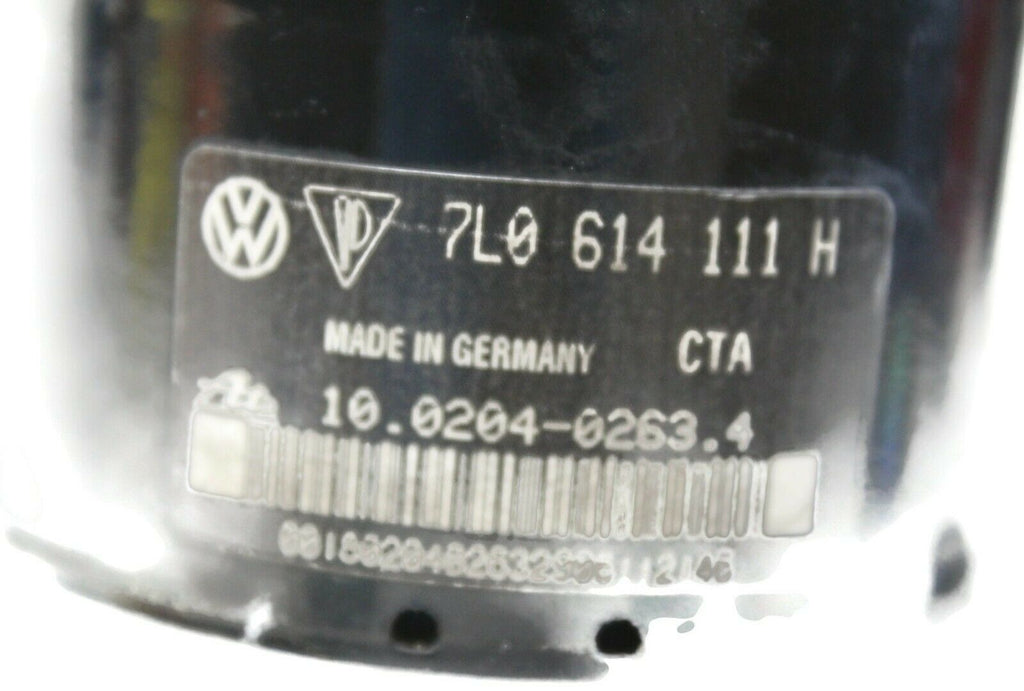 7L0 614 111 H
MADE IN GERMANY CTA
10.0204-0263.4